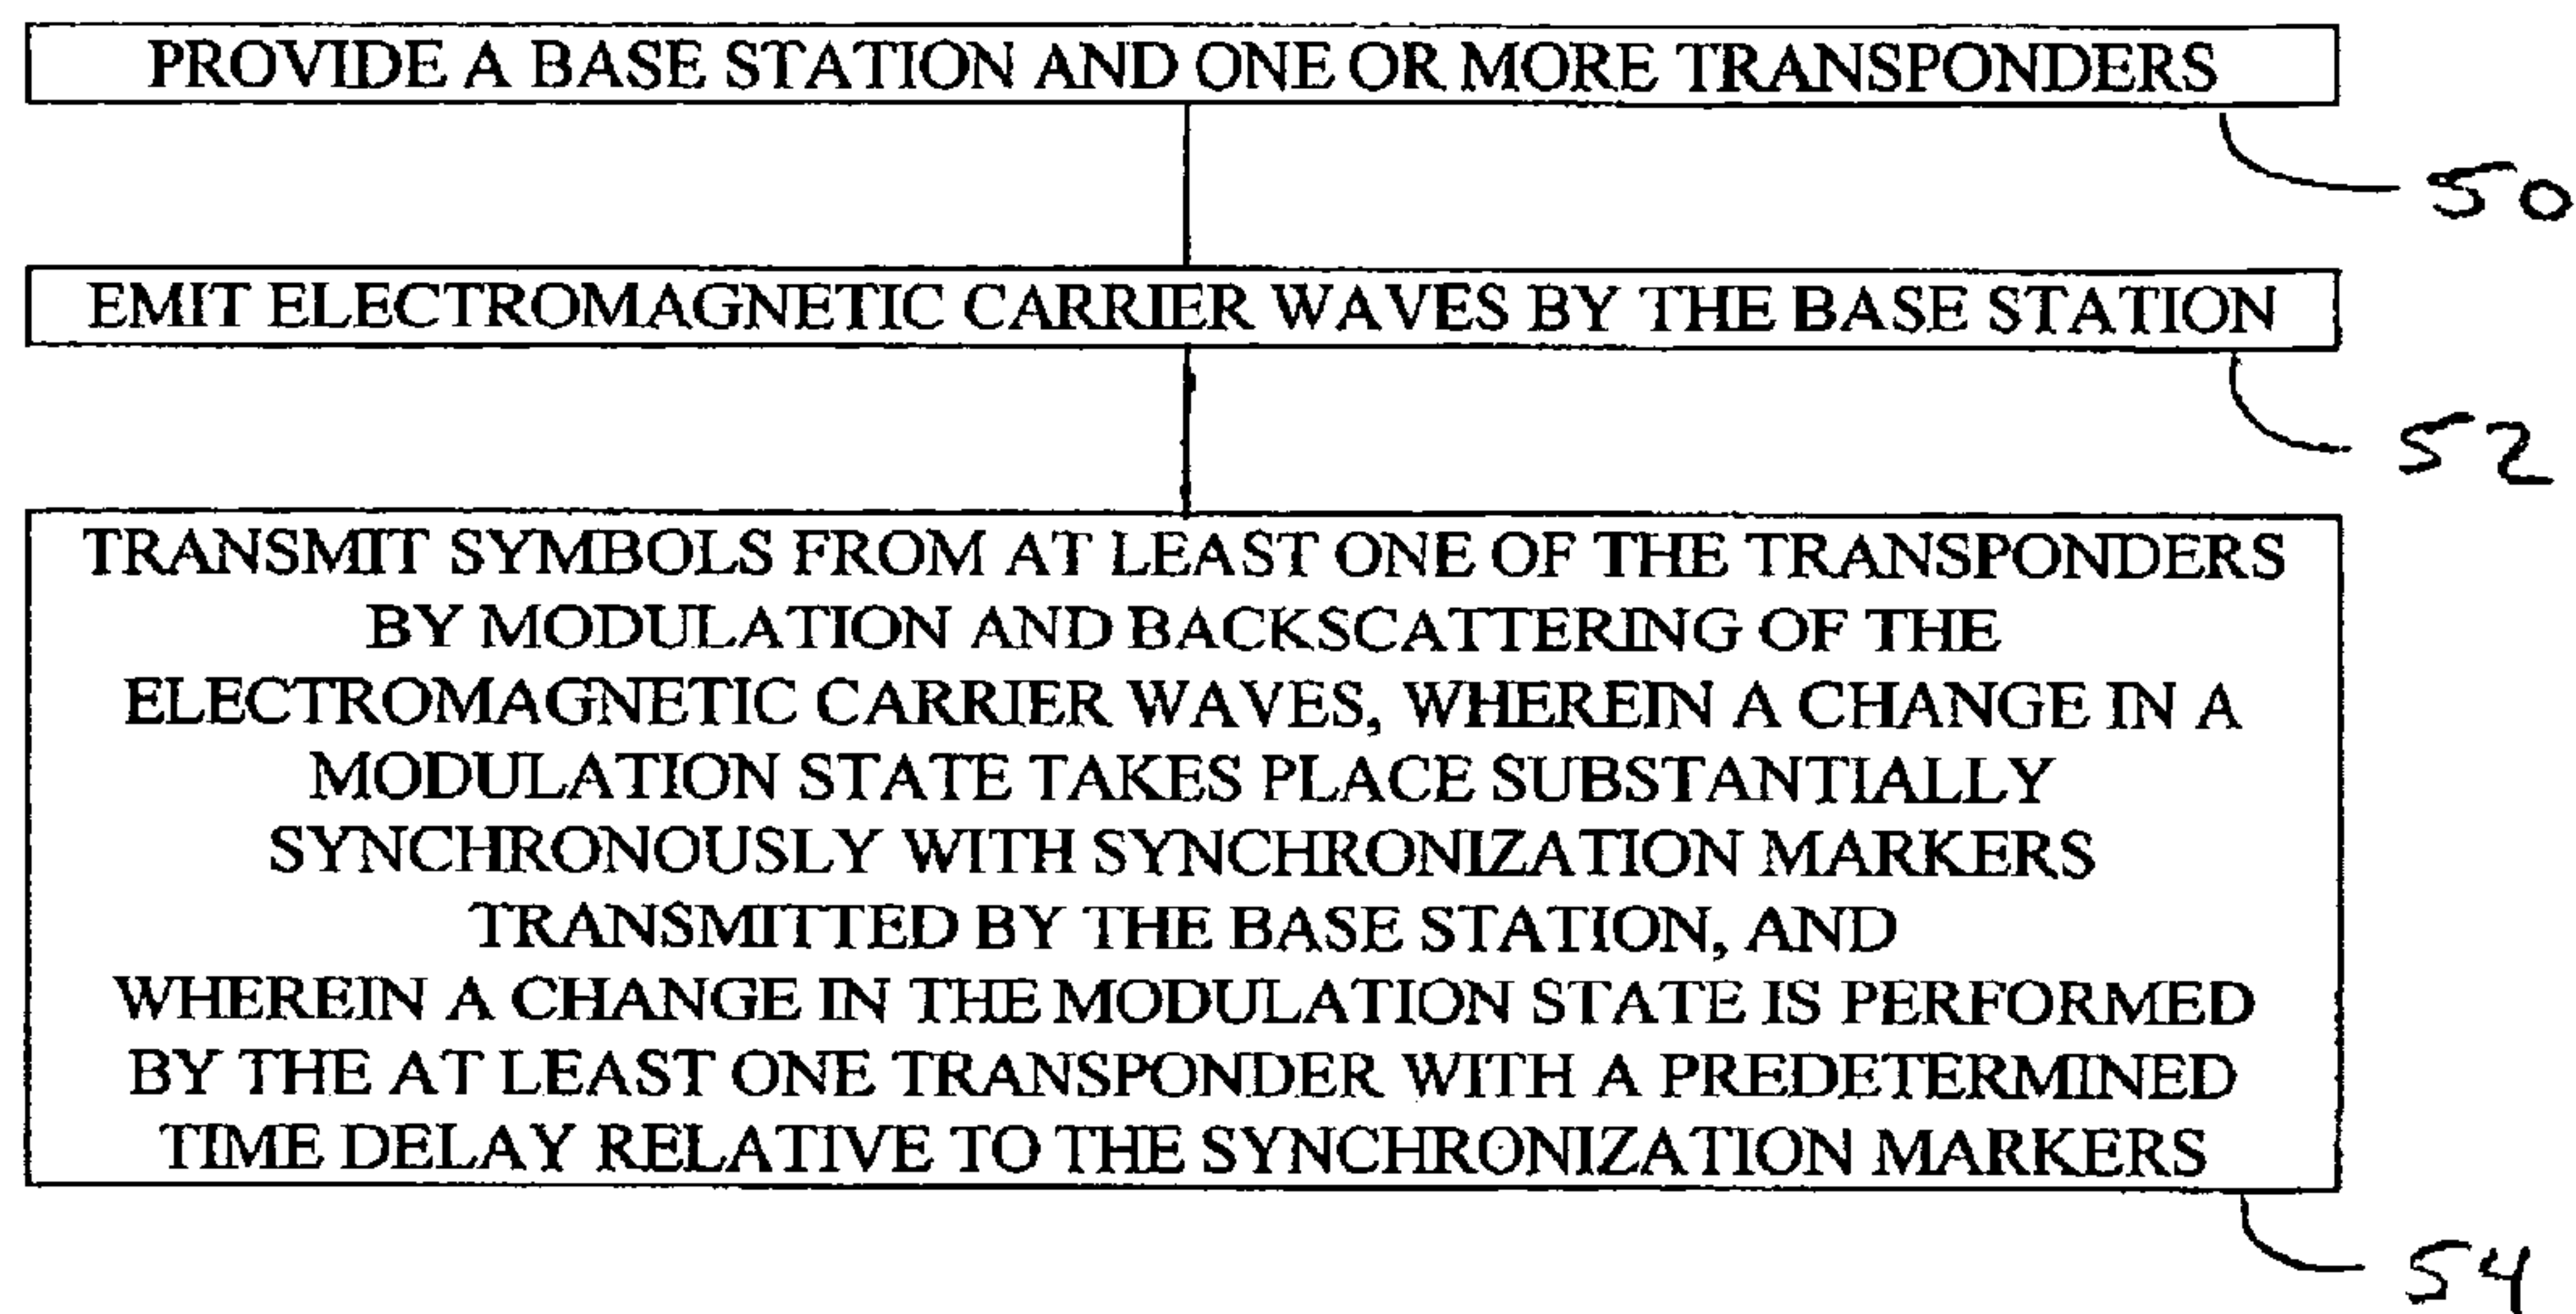 PROVIDE A BASE STATION AND ONE OR MORE TRANSPONDERS
50
EMIT ELECTROMAGNETIC CARRIER WAVES BY THE BASE STATION
52
TRANSMIT SYMBOLS FROM AT LEAST ONE OF THE TRANSPONDERS
BY MODULATION AND BACKSCATTERING OF THE
ELECTROMAGNETIC CARRIER WAVES, WHEREIN A CHANGE IN A
MODULATION STATE TAKES PLACE SUBSTANTIALLY
SYNCHRONOUSLY WITH SYNCHRONIZATION MARKERS
TRANSMITTED BY THE BASE STATION, AND
WHEREIN A CHANGE IN THE MODULATION STATE IS PERFORMED
BY THE AT LEAST ONE TRANSPONDER WITH A PREDETERMINED
TIME DELAY RELATIVE TO THE SYNCHRONIZATION MARKERS
54